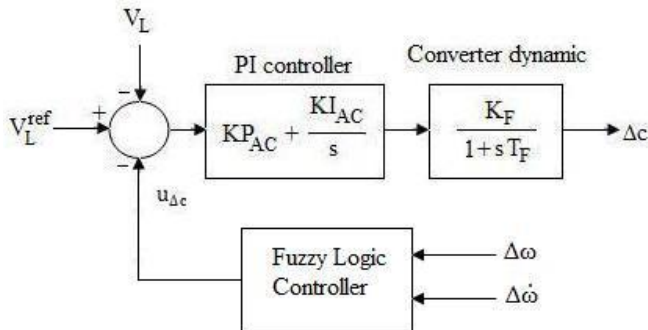 V_L
Converter dynamic
PI controller
V_L^ref
+
−
−
KP_AC + KI_AC / s
K_F / 1+sT_F
Δc
u_Δc
Fuzzy Logic
Controller
Δω
Δω̇